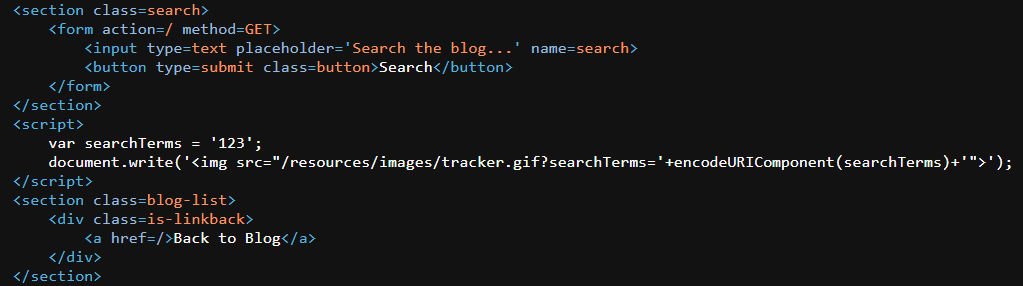 <section class=search>
<form action=/ method=GET>
<input type=text placeholder='Search the blog...' name=search>
<button type=submit class=button>Search</button>
</form>
</section>
<script>
var searchTerms = '123';
document.write('<img src="/resources/images/tracker.gif?searchTerms='+encodeURIComponent(searchTerms)+'">');
</script>
<section class=blog-list>
<div class=is-linkback>
<a href=/>Back to Blog</a>
</div>
</section>